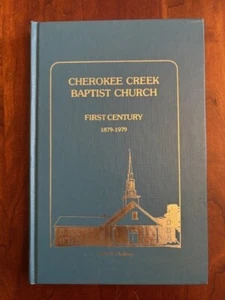 CHEROKEE CREEK
BAPTIST CHURCH
FIRST CENTURY
1879-1979